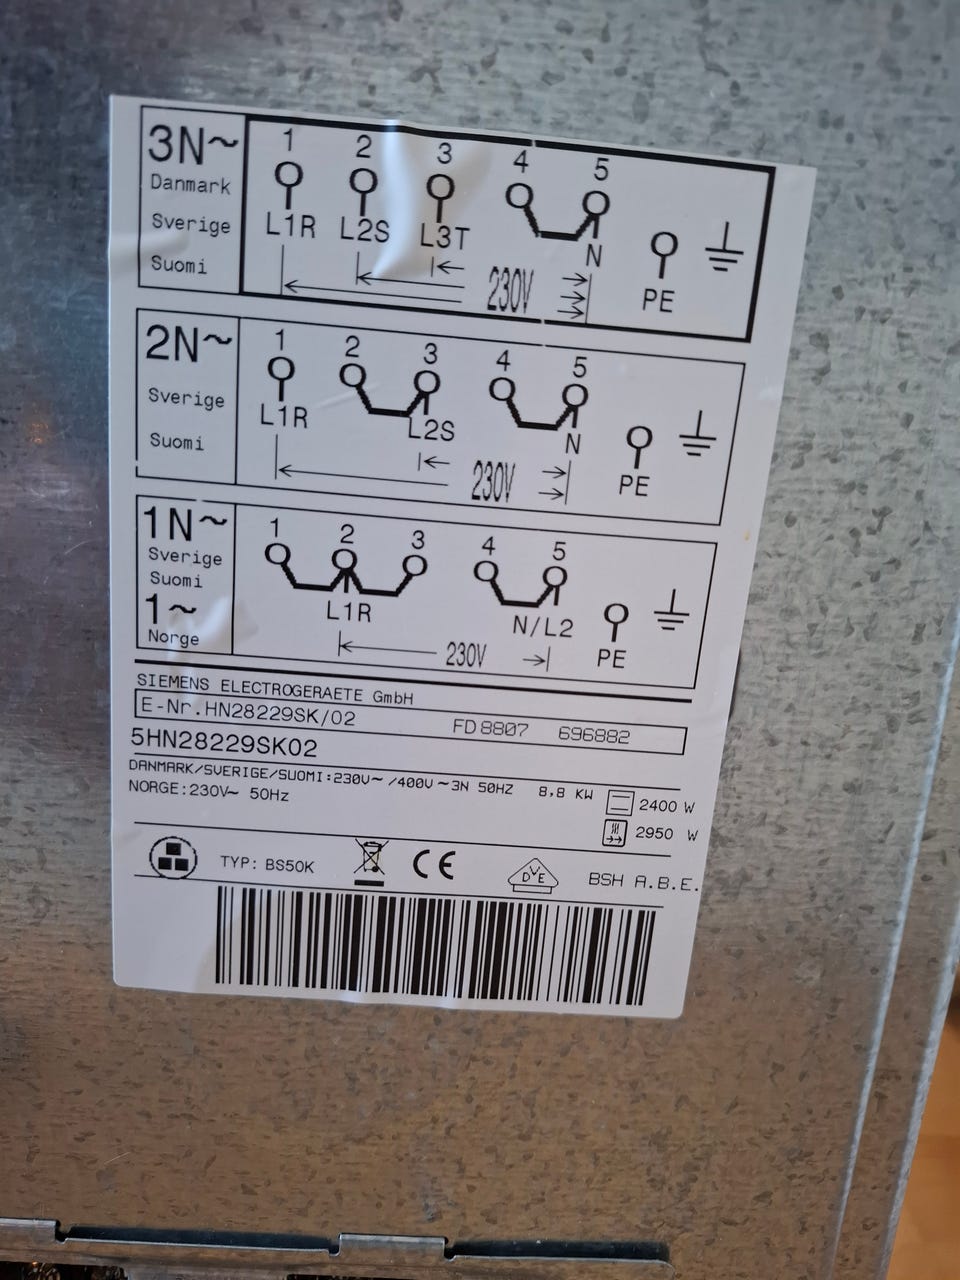 3N~
Danmark
Sverige
Suomi
1 2 3 4 5
L1R L2S L3T N PE
230V
2N~
Sverige
Suomi
1 2 3 4 5
L1R L2S N PE
230V
1N~
Sverige
Suomi
1~
Norge
1 2 3 4 5
L1R N/L2 PE
230V
SIEMENS ELECTROGERAETE GmbH
E-Nr.HN28229SK/02 FD 8807 696882
5HN28229SK02
DANMARK/SVERIGE/SUOMI:230V~ /400V ~3N 50HZ 8,8 KW 2400 W
NORGE:230V~ 50Hz 2950 W
TYP: BS50K CE DVE BSH A.B.E.